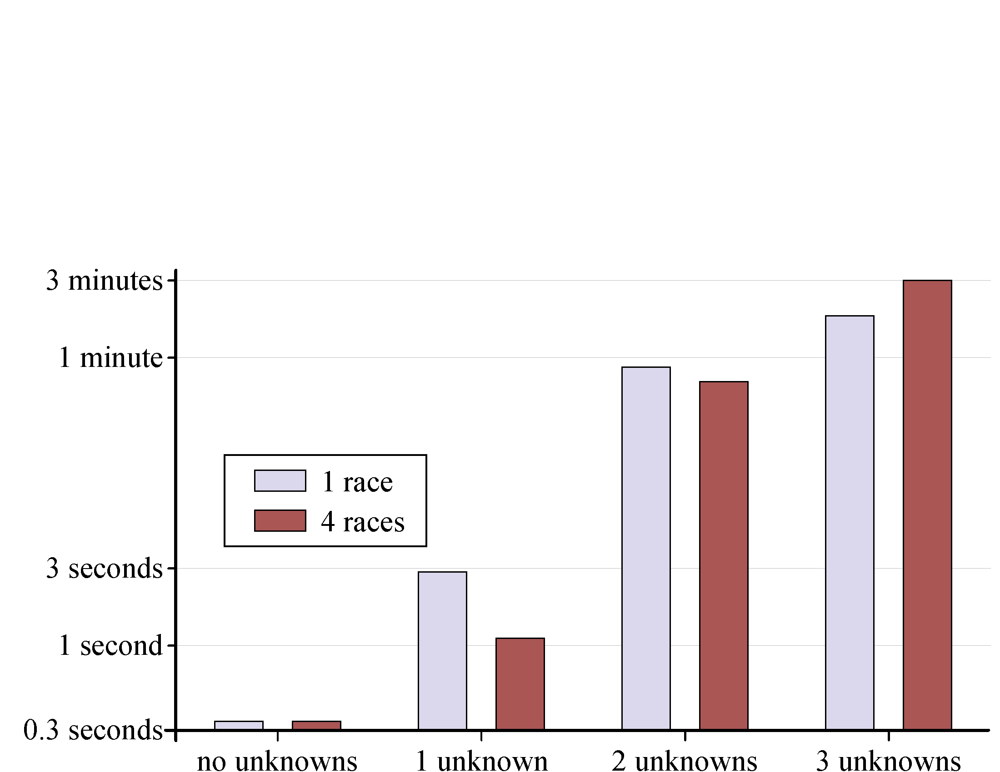 3 minutes
1 minute
1 race
4 races
3 seconds
1 second
0.3 seconds
no unknowns
1 unknown
2 unknowns
3 unknowns